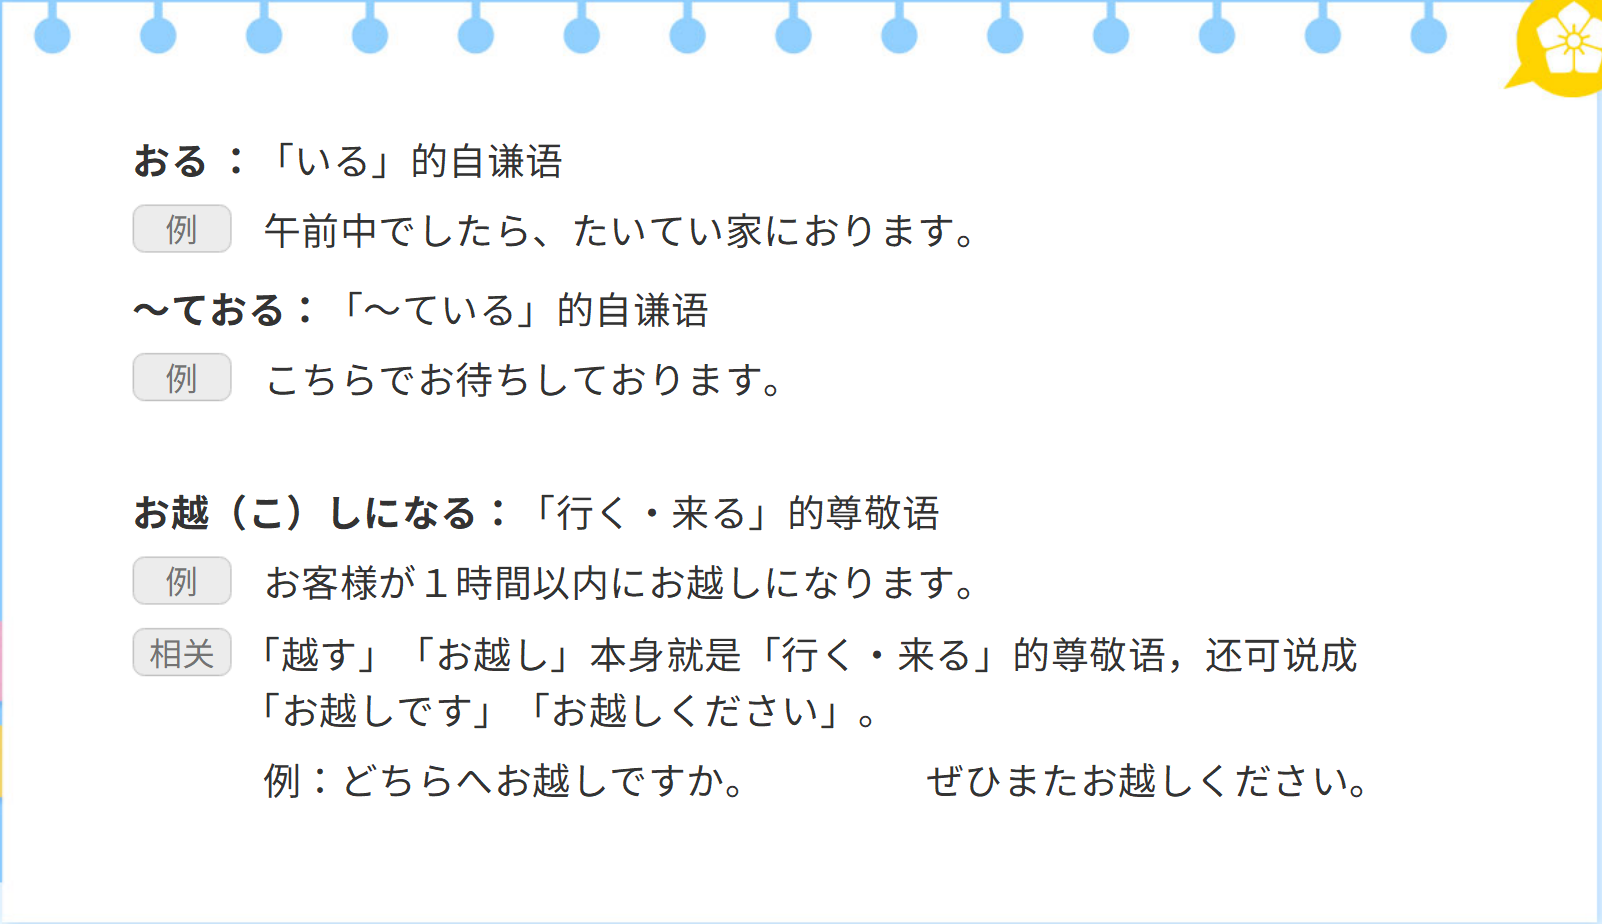 おる ：「いる」的自谦语
例 午前中でしたら、たいてい家におります。
～ておる：「～ている」的自谦语
例 こちらでお待ちしております。
お越（こ）しになる：「行く・来る」的尊敬语
例 お客様が１時間以内にお越しになります。
相关 「越す」「お越し」本身就是「行く・来る」的尊敬语，还可说成
「お越しです」「お越しください」。
例：どちらへお越しですか。 ぜひまたお越しください。